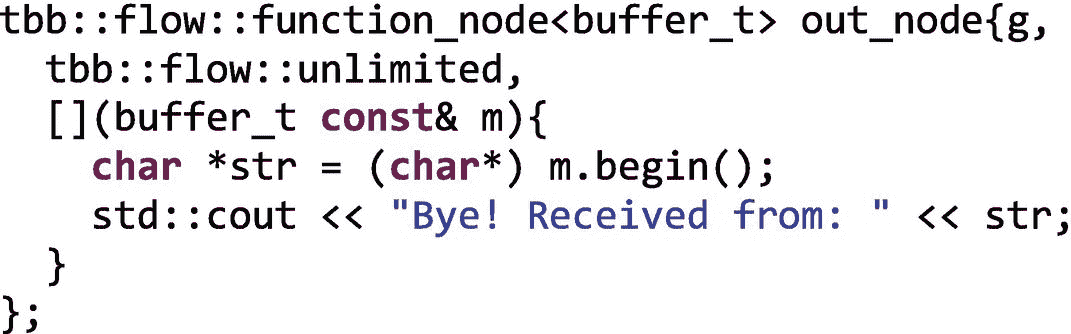 tbb::flow::function_node<buffer_t> out_node{g,
  tbb::flow::unlimited,
  [](buffer_t const& m){
    char *str = (char*) m.begin();
    std::cout << "Bye! Received from: " << str;
  }
};